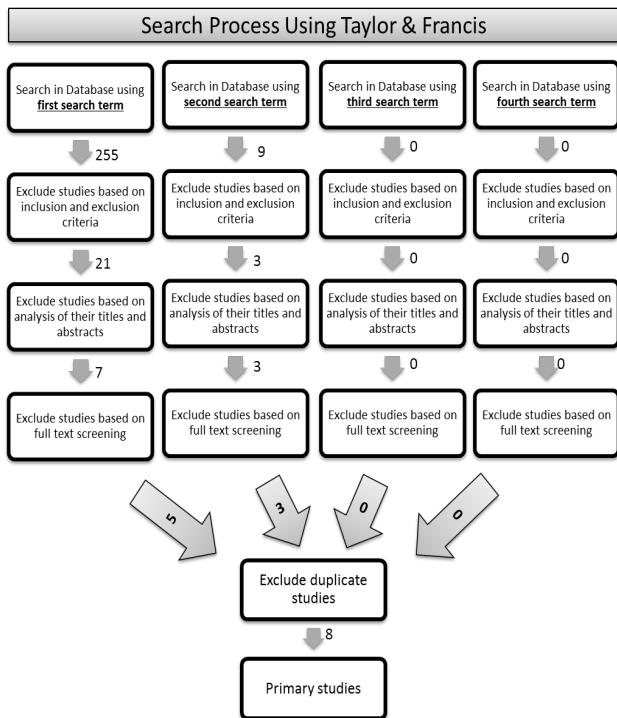 Search Process Using Taylor & Francis
Search in Database using
first search term
Search in Database using
second search term
Search in Database using
third search term
Search in Database using
fourth search term
255
9
0
0
Exclude studies based on
inclusion and exclusion
criteria
Exclude studies based on
inclusion and exclusion
criteria
Exclude studies based on
inclusion and exclusion
criteria
Exclude studies based on
inclusion and exclusion
criteria
21
3
0
0
Exclude studies based on
analysis of their titles and
abstracts
Exclude studies based on
analysis of their titles and
abstracts
Exclude studies based on
analysis of their titles and
abstracts
Exclude studies based on
analysis of their titles and
abstracts
7
3
0
0
Exclude studies based on
full text screening
Exclude studies based on
full text screening
Exclude studies based on
full text screening
Exclude studies based on
full text screening
5
3
0
0
Exclude duplicate
studies
8
Primary studies